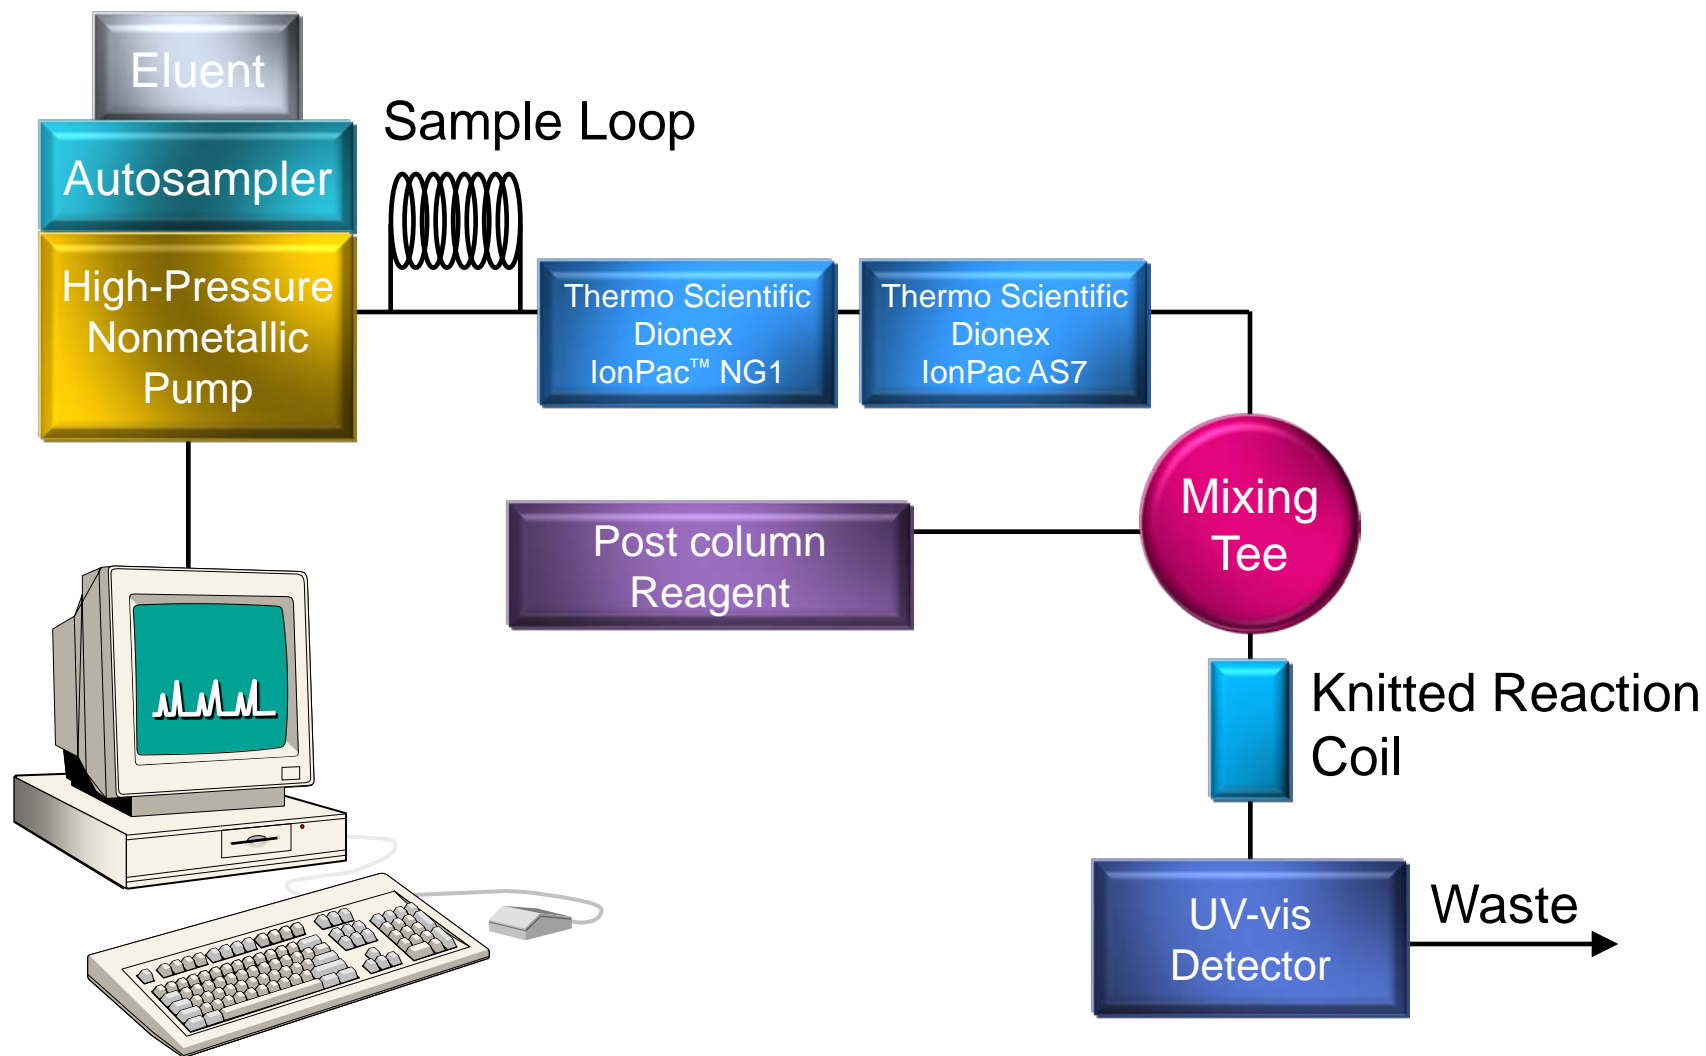 Eluent
Autosampler
High-Pressure
Nonmetallic
Pump
Sample Loop
Thermo Scientific
Dionex
IonPac™ NG1
Thermo Scientific
Dionex
IonPac AS7
Mixing
Tee
Post column
Reagent
Knitted Reaction
Coil
UV-vis
Detector
Waste